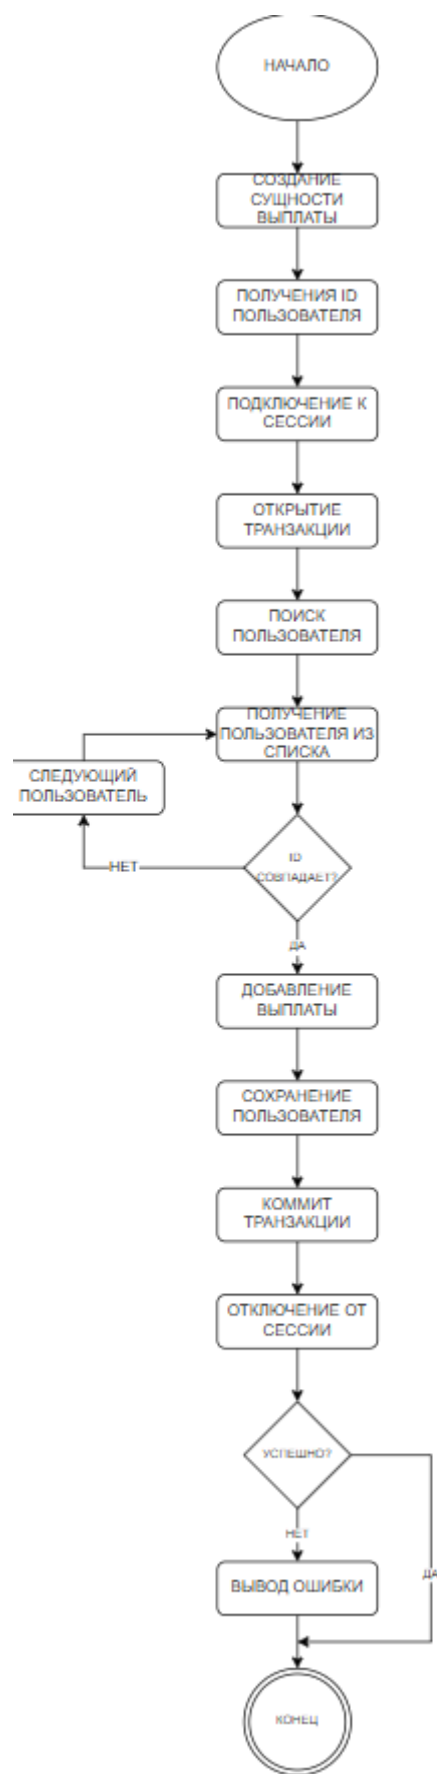 НАЧАЛО
СОЗДАНИЕ
СУЩНОСТИ
ВЫПЛАТЫ
ПОЛУЧЕНИЯ ID
ПОЛЬЗОВАТЕЛЯ
ПОДКЛЮЧЕНИЕ К
СЕССИИ
ОТКРЫТИЕ
ТРАНЗАКЦИИ
ПОИСК
ПОЛЬЗОВАТЕЛЯ
ПОЛУЧЕНИЕ
ПОЛЬЗОВАТЕЛЯ ИЗ
СПИСКА
СЛЕДУЮЩИЙ
ПОЛЬЗОВАТЕЛЬ
ID
СОВПАДАЕТ?
НЕТ
ДА
ДОБАВЛЕНИЕ
ВЫПЛАТЫ
СОХРАНЕНИЕ
ПОЛЬЗОВАТЕЛЯ
КОММИТ
ТРАНЗАКЦИИ
ОТКЛЮЧЕНИЕ ОТ
СЕССИИ
УСПЕШНО?
НЕТ
ДА
ВЫВОД ОШИБКИ
КОНЕЦ